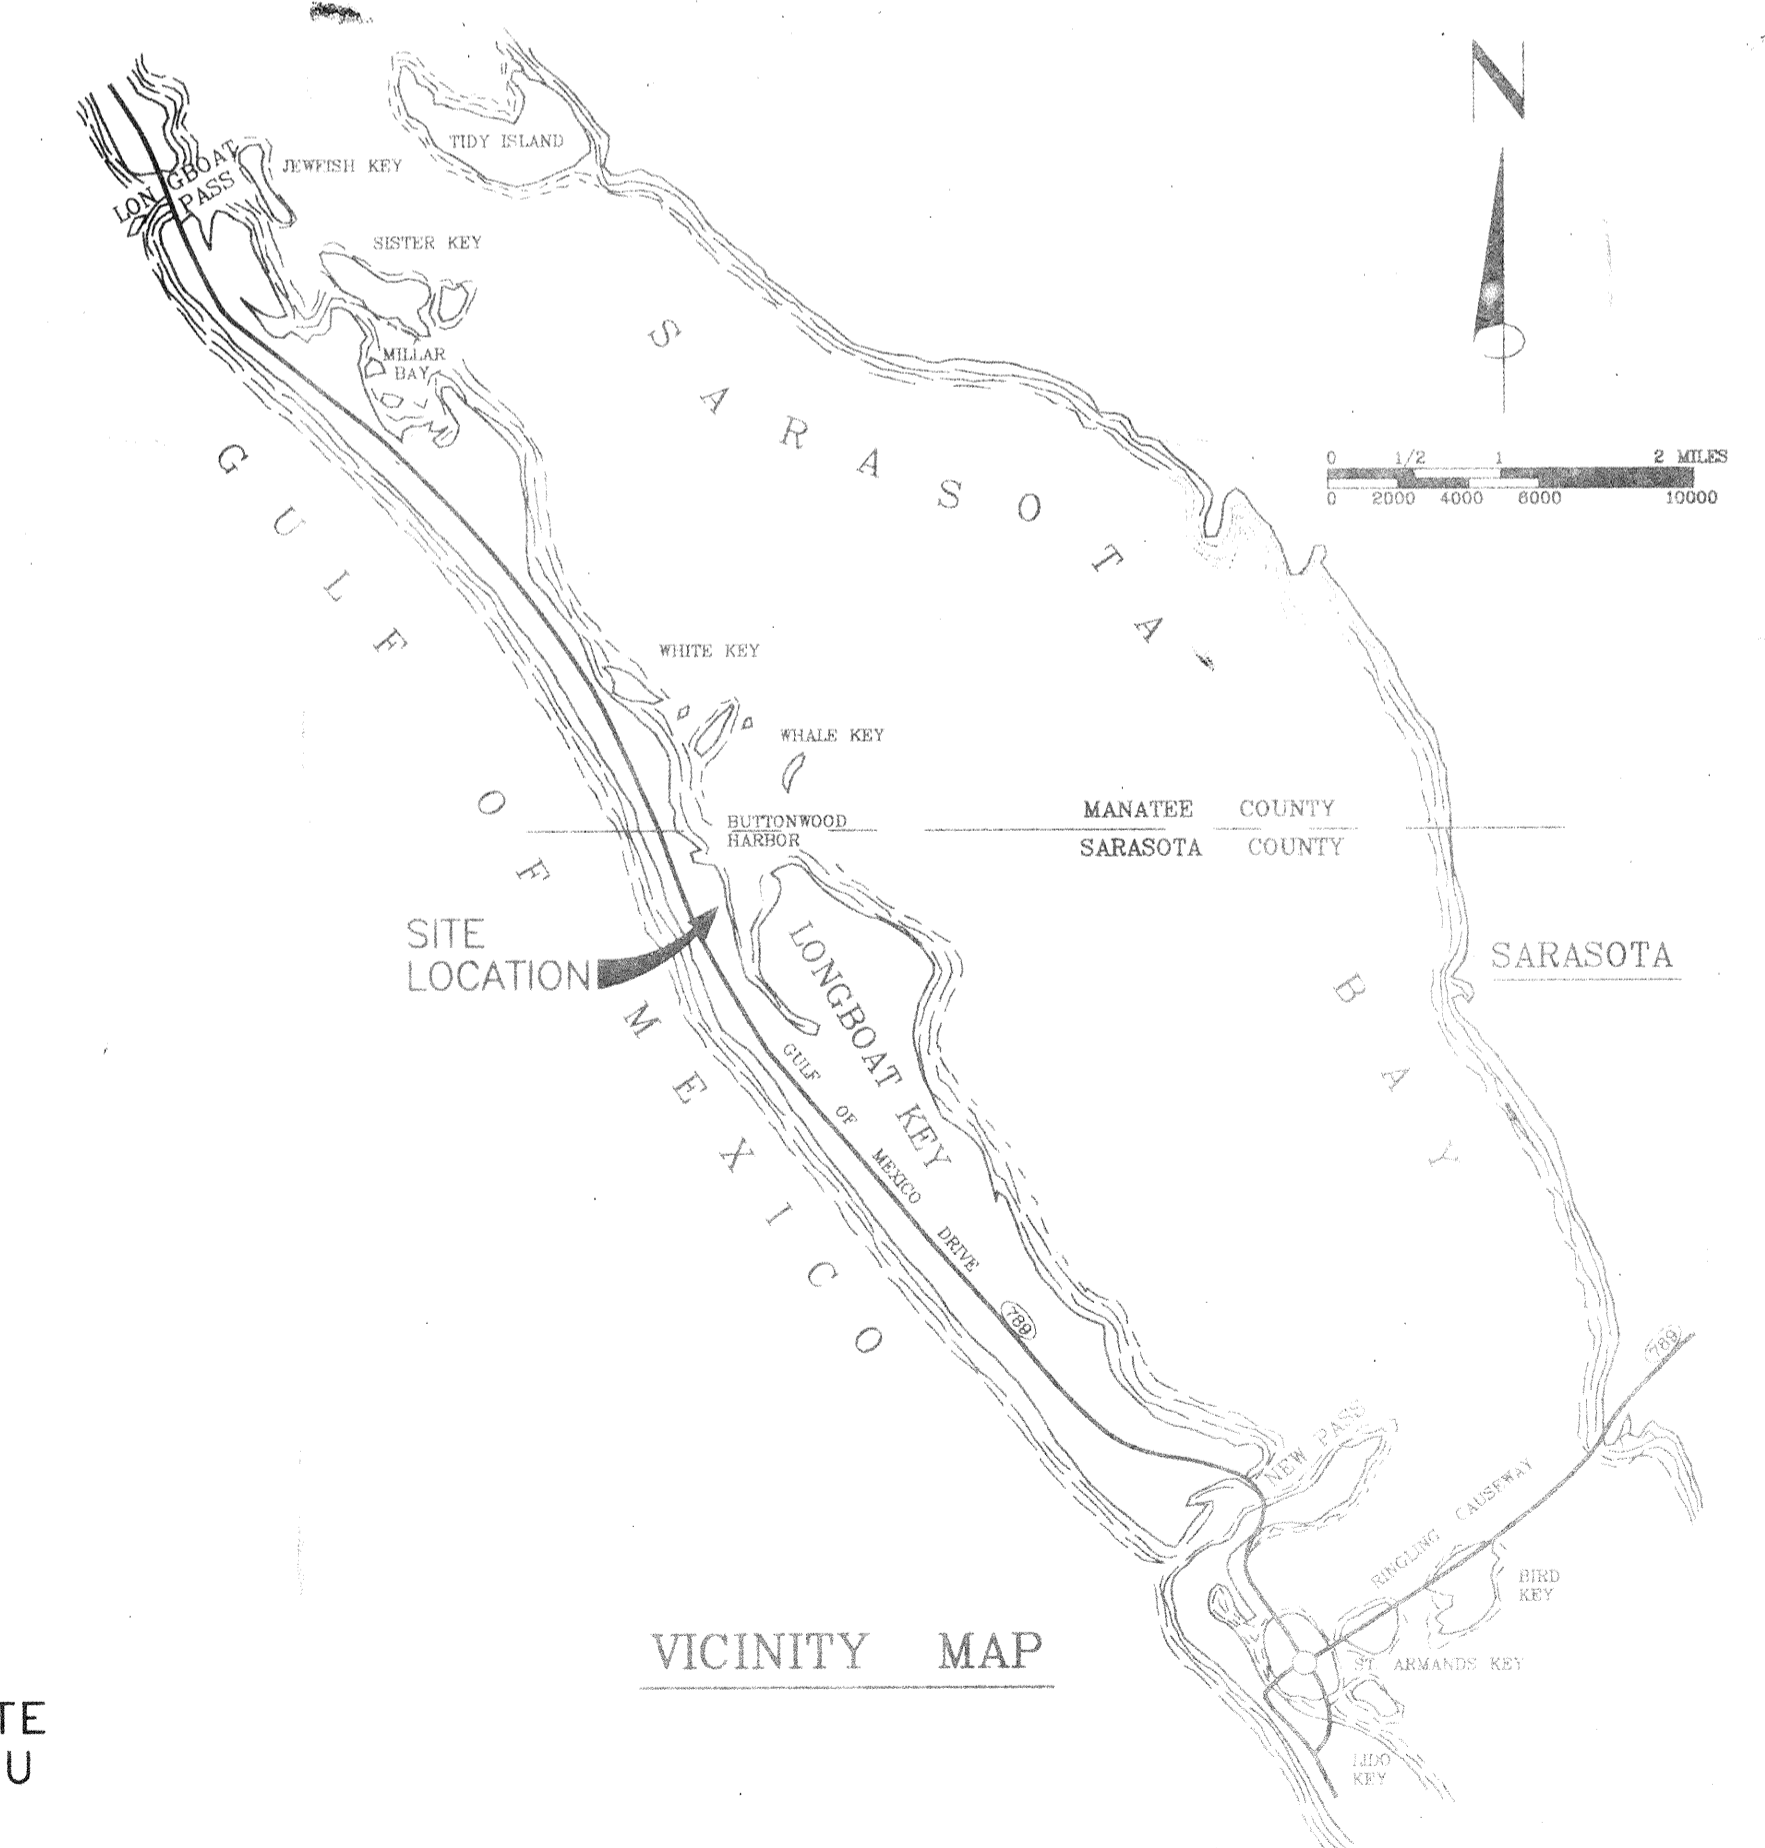 N
TIDY ISLAND
JEWFISH KEY
LONGBOAT
PASS
SISTER KEY
MILLAR
BAY
SARASOTA
BAY
0 1/2 1 2 MILES
0 2000 4000 6000 10000
GULF OF MEXICO
WHITE KEY
WHALE KEY
BUTTONWOOD
HARBOR
MANATEE COUNTY
SARASOTA COUNTY
SITE
LOCATION
SARASOTA
LONGBOAT KEY
GULF OF MEXICO DRIVE
789
789
NEW PASS
RINGLING CAUSEWAY
BIRD
KEY
ST. ARMANDS KEY
LIDO
KEY
VICINITY MAP
TE
U